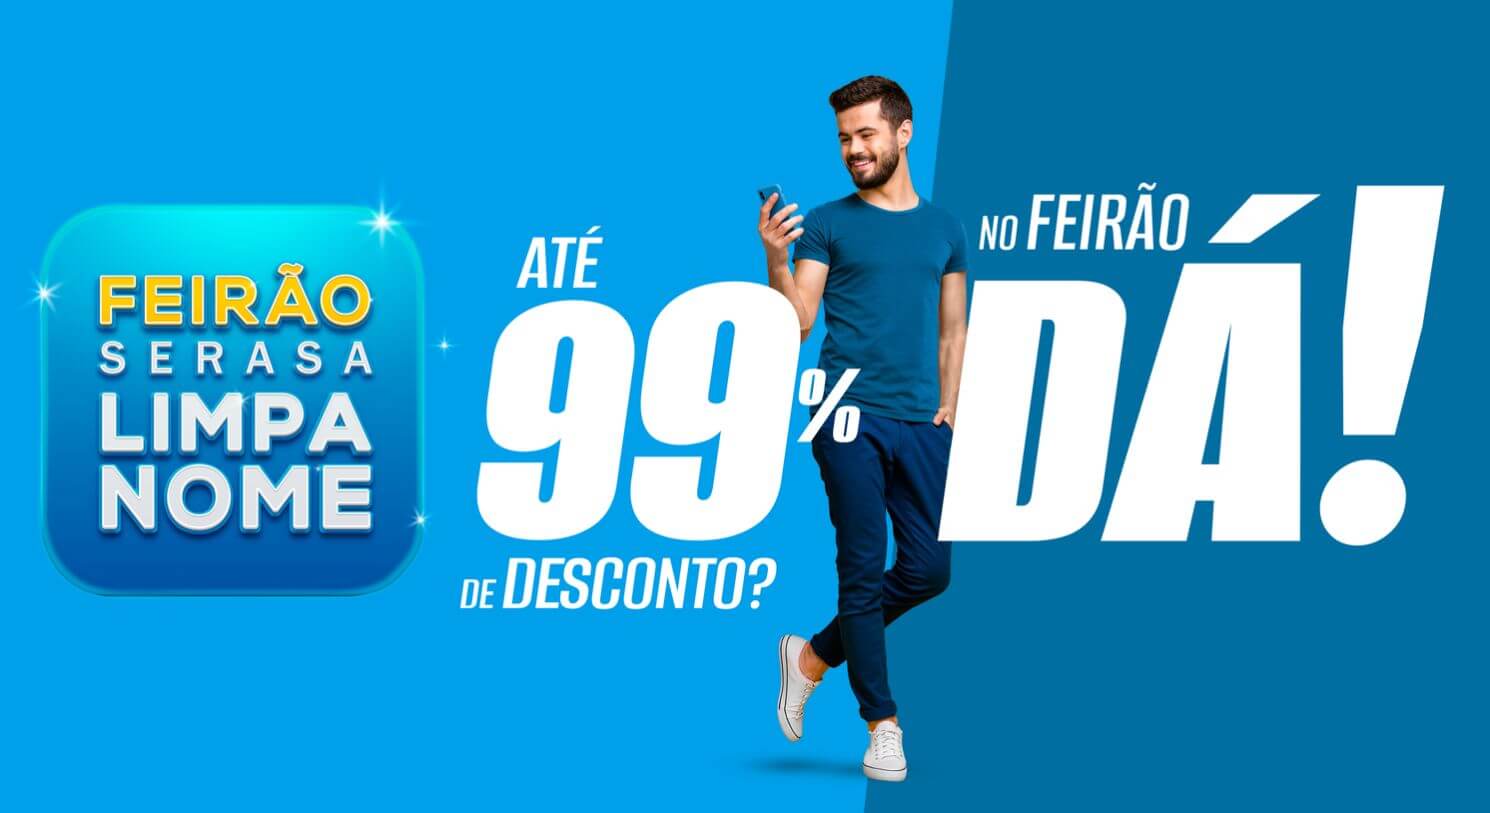 FEIRÃO
SERASA
LIMPA
NOME
ATÉ
99%
DE DESCONTO?
NO FEIRÃO
DÁ!